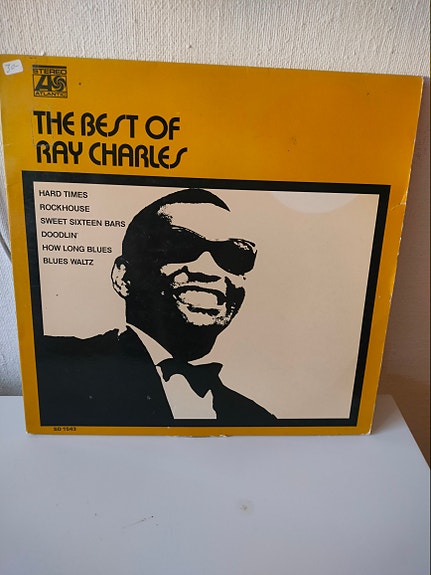 STEREO
ATLANTIC
THE BEST OF
RAY CHARLES
HARD TIMES
ROCKHOUSE
SWEET SIXTEEN BARS
DOODLIN'
HOW LONG BLUES
BLUES WALTZ
SD 1543